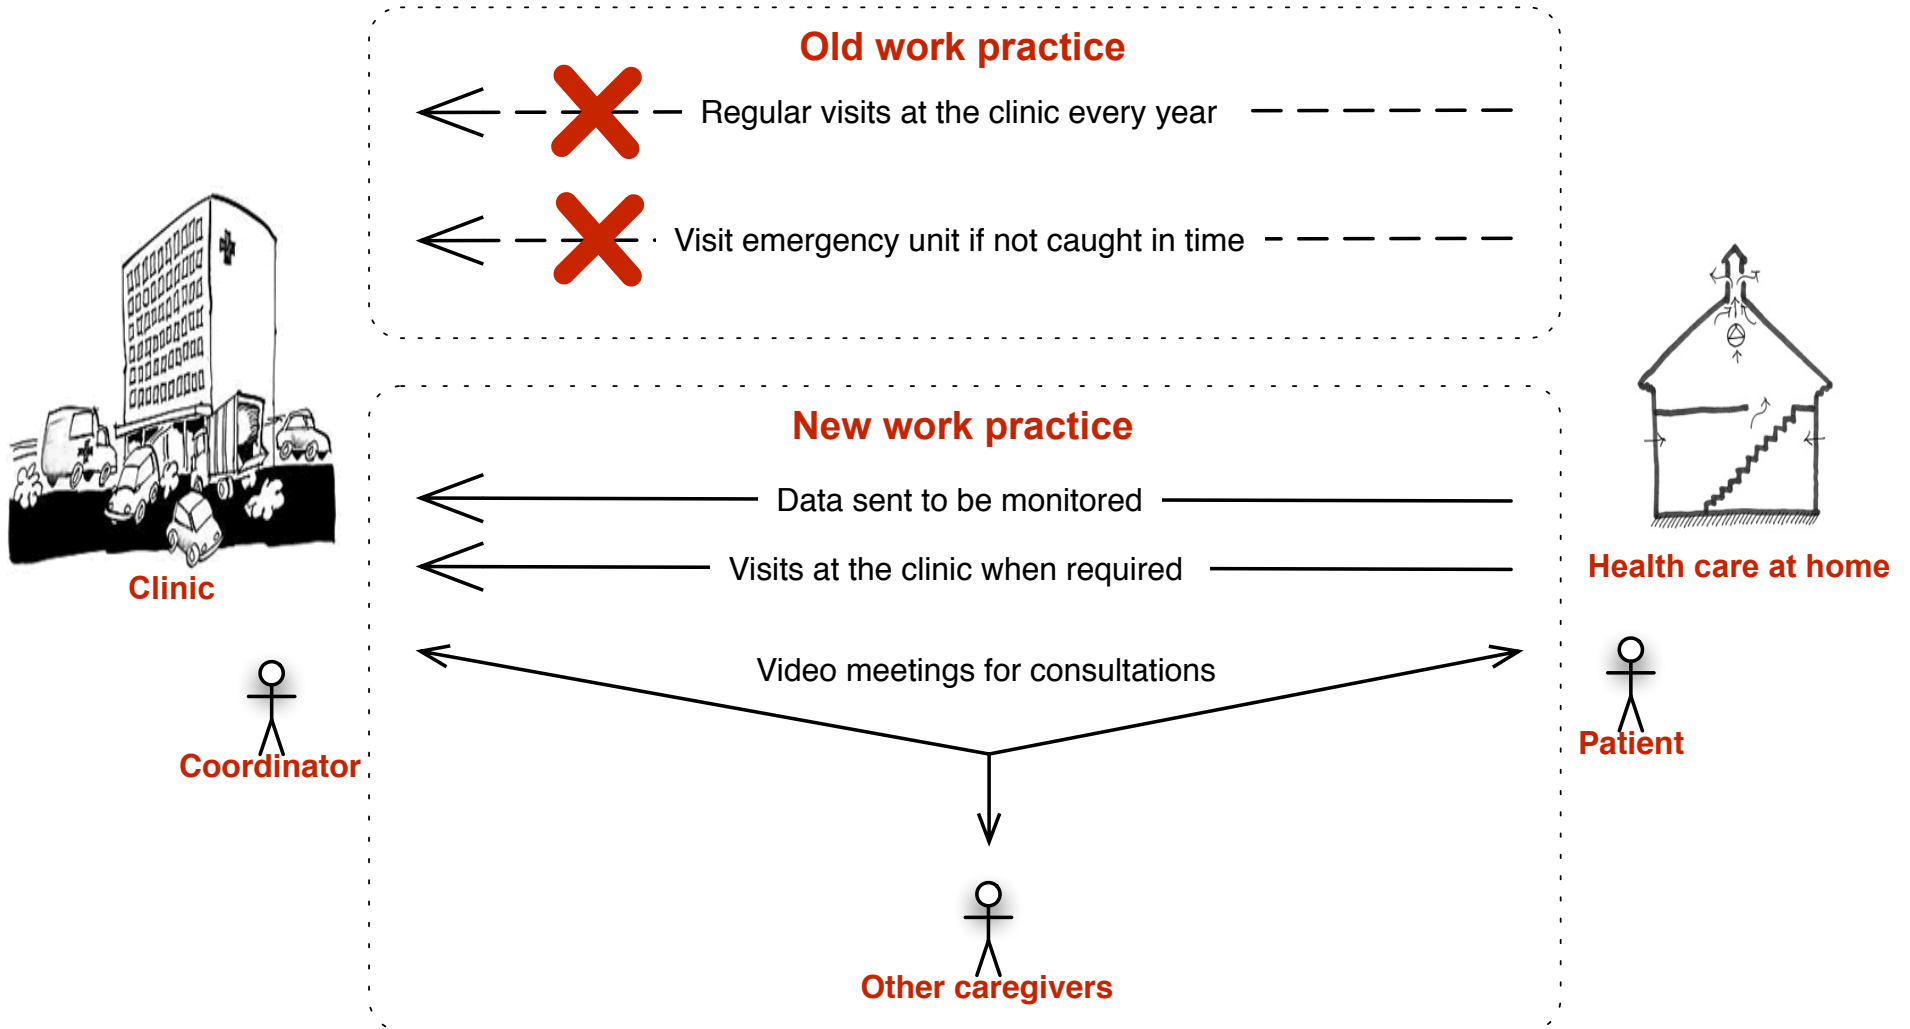 Old work practice
Regular visits at the clinic every year
Visit emergency unit if not caught in time
New work practice
Data sent to be monitored
Visits at the clinic when required
Clinic
Health care at home
Video meetings for consultations
Coordinator
Patient
Other caregivers